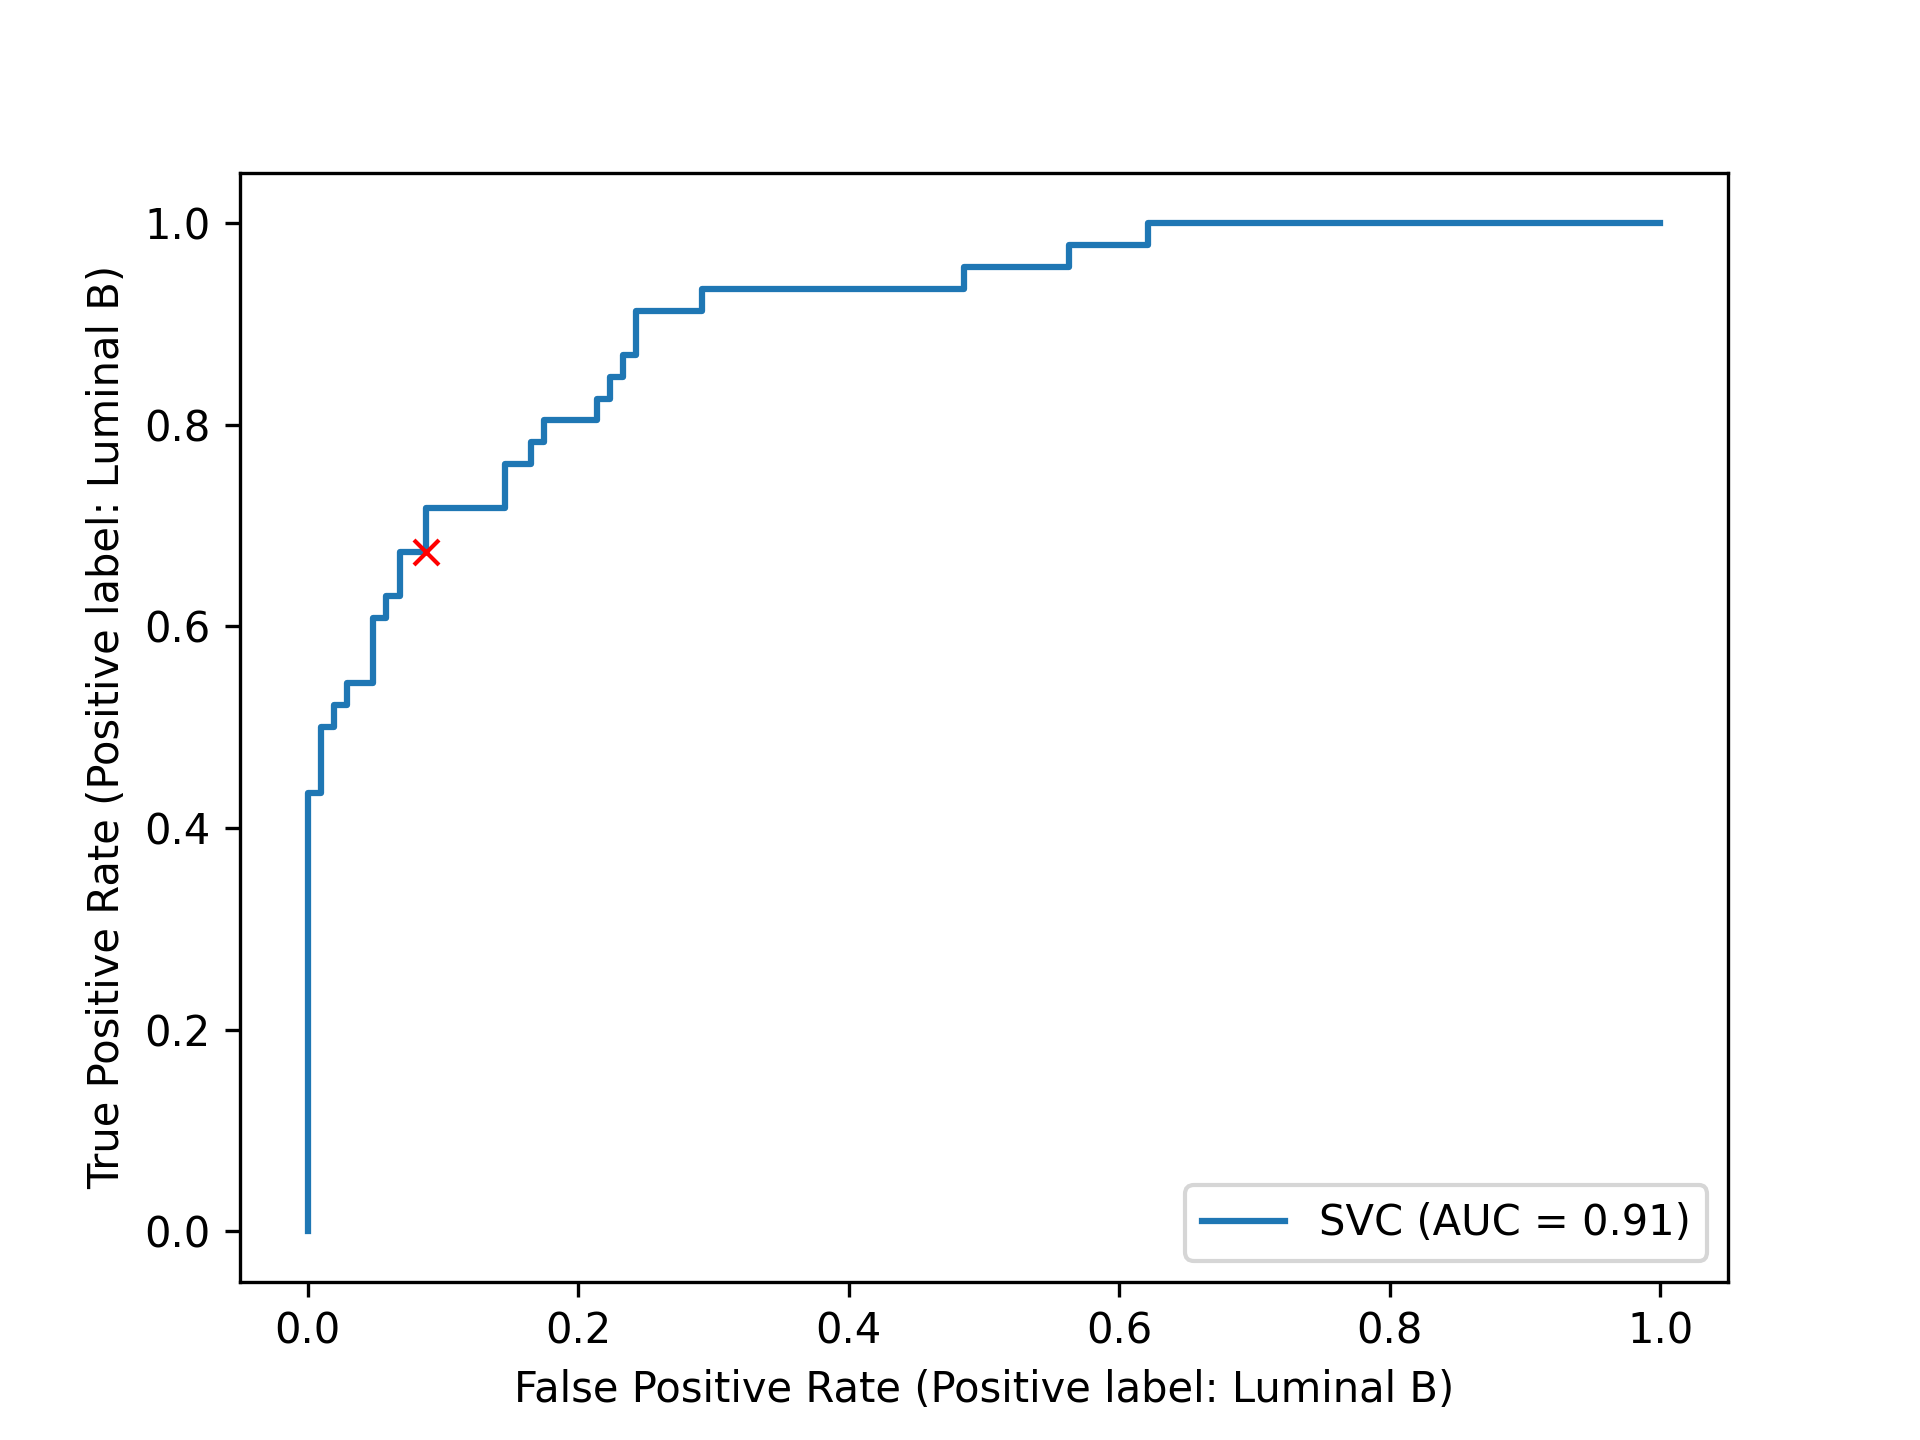 True Positive Rate (Positive label: Luminal B)
1.0
0.8
0.6
0.4
0.2
0.0
SVC (AUC = 0.91)
0.0 0.2 0.4 0.6 0.8 1.0
False Positive Rate (Positive label: Luminal B)